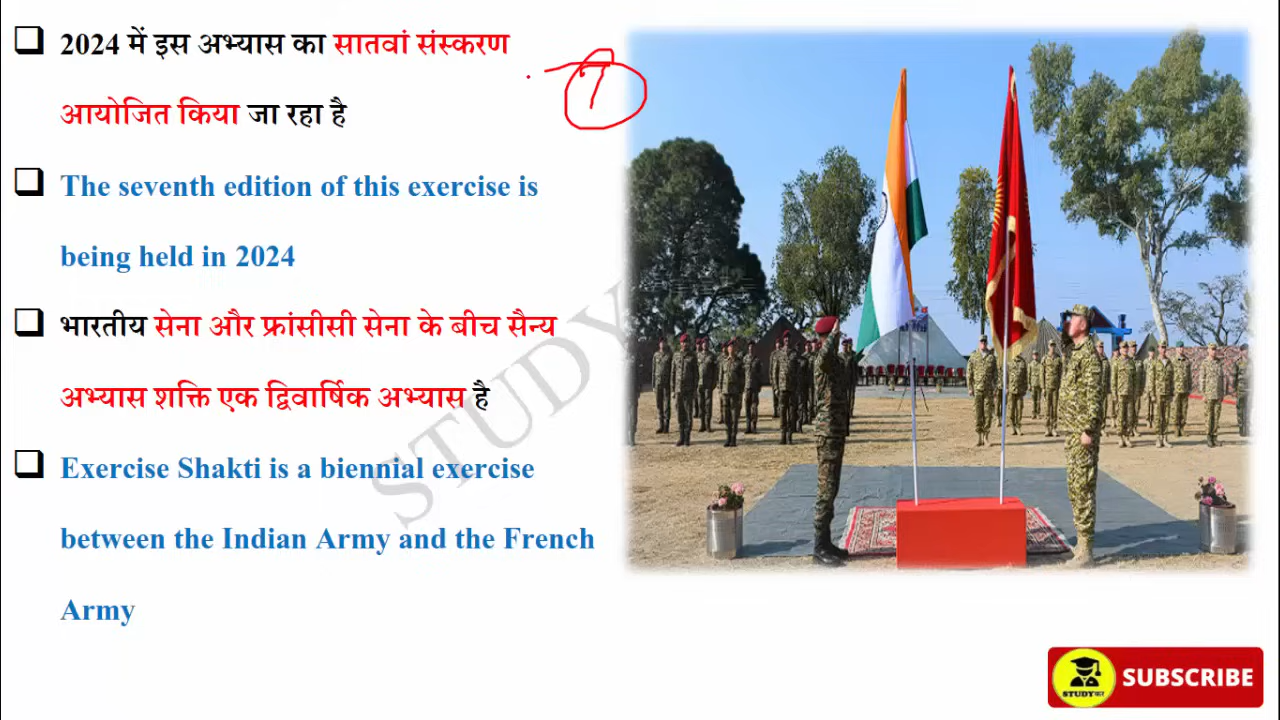 2024 में इस अभ्यास का सातवां संस्करण
आयोजित किया जा रहा है
7
The seventh edition of this exercise is
being held in 2024
भारतीय सेना और फ्रांसीसी सेना के बीच सैन्य
अभ्यास शक्ति एक द्विवार्षिक अभ्यास है
Exercise Shakti is a biennial exercise
between the Indian Army and the French
Army
STUDY
STUDYपार
SUBSCRIBE